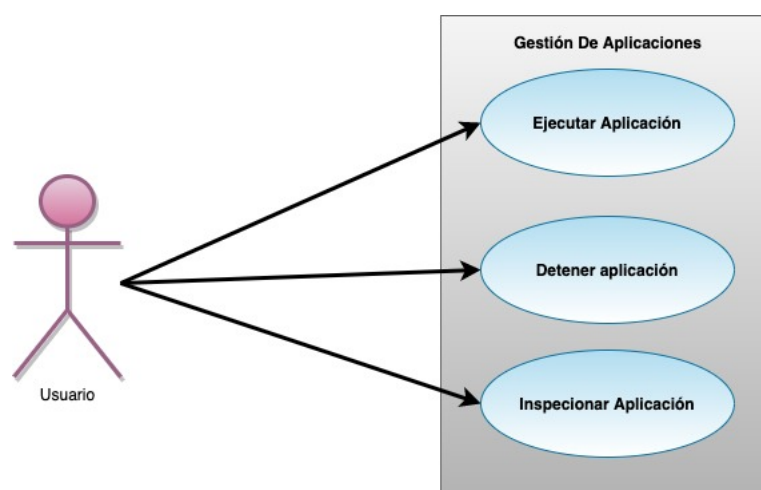 Gestión De Aplicaciones
Ejecutar Aplicación
Detener aplicación
Inspecionar Aplicación
Usuario